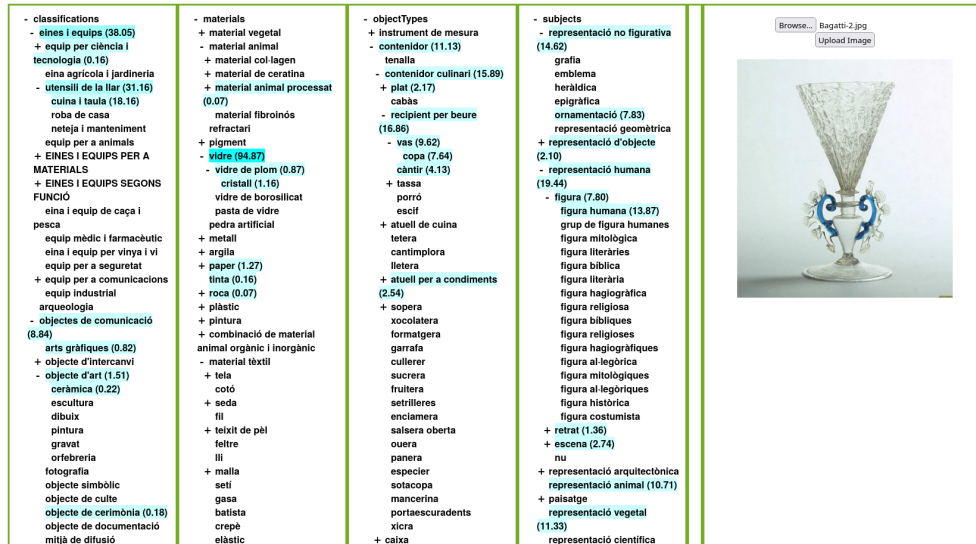 - classifications
- eines i equips (38.05)
+ equip per ciència i
tecnologia (0.16)
eina agrícola i jardineria
- utensili de la llar (31.16)
cuina i taula (18.16)
roba de casa
neteja i manteniment
equip per a animals
+ EINES I EQUIPS PER A
MATERIALS
+ EINES I EQUIPS SEGONS
FUNCIÓ
eina i equip de caça i
pesca
equip mèdic i farmacèutic
eina i equip per vinya i vi
equip per a seguretat
+ equip per a comunicacions
equip industrial
arqueologia
- objectes de comunicació
(8.84)
arts gràfiques (0.82)
+ objecte d'intercanvi
- objecte d'art (1.51)
ceràmica (0.22)
escultura
dibuix
pintura
gravat
orfebreria
fotografia
objecte simbòlic
objecte de culte
objecte de cerimònia (0.18)
objecte de documentació
mitjà de difusió
- materials
+ material vegetal
- material animal
+ material col·lagen
+ material de ceratina
+ material animal processat
(0.07)
material fibroinós
refractari
+ pigment
- vidre (94.87)
- vidre de plom (0.87)
cristall (1.16)
vidre de borosilicat
pasta de vidre
pedra artificial
+ metall
+ argila
+ paper (1.27)
tinta (0.16)
+ roca (0.07)
+ plàstic
+ pintura
+ combinació de material
animal orgànic i inorgànic
- material tèxtil
+ tela
cotó
+ seda
fil
+ teixit de pèl
feltre
lli
+ malla
setí
gasa
batista
crepè
elàstic
- objectTypes
+ instrument de mesura
- contenidor (11.13)
tenalla
- contenidor culinari (15.89)
+ plat (2.17)
cabàs
- recipient per beure
(16.86)
- vas (9.62)
copa (7.64)
càntir (4.13)
+ tassa
porró
escif
+ atuell de cuina
tetera
cantimplora
lletera
+ atuell per a condiments
(2.54)
+ sopera
xocolatera
formatgera
garrafa
cullerer
sucrera
fruitera
setrilleres
enciamera
salsera oberta
ouera
panera
especier
sotacopa
mancerina
portaescuradents
xicra
+ caixa
- subjects
- representació no figurativa
(14.62)
grafia
emblema
heràldica
epigràfica
ornamentació (7.83)
representació geomètrica
+ representació d'objecte
(2.10)
- representació humana
(19.44)
- figura (7.80)
figura humana (13.87)
grup de figura humanes
figura mitològica
figura literàries
figura bíblica
figura literària
figura hagiogràfica
figura religiosa
figura bíbliques
figura religioses
figura hagiogràfiques
figura al·legòrica
figura mitològiques
figura al·legòriques
figura històrica
figura costumista
+ retrat (1.36)
+ escena (2.74)
nu
+ representació arquitectònica
representació animal (10.71)
+ paisatge
representació vegetal
(11.33)
representació científica
Browse... Bagatti-2.jpg
Upload Image